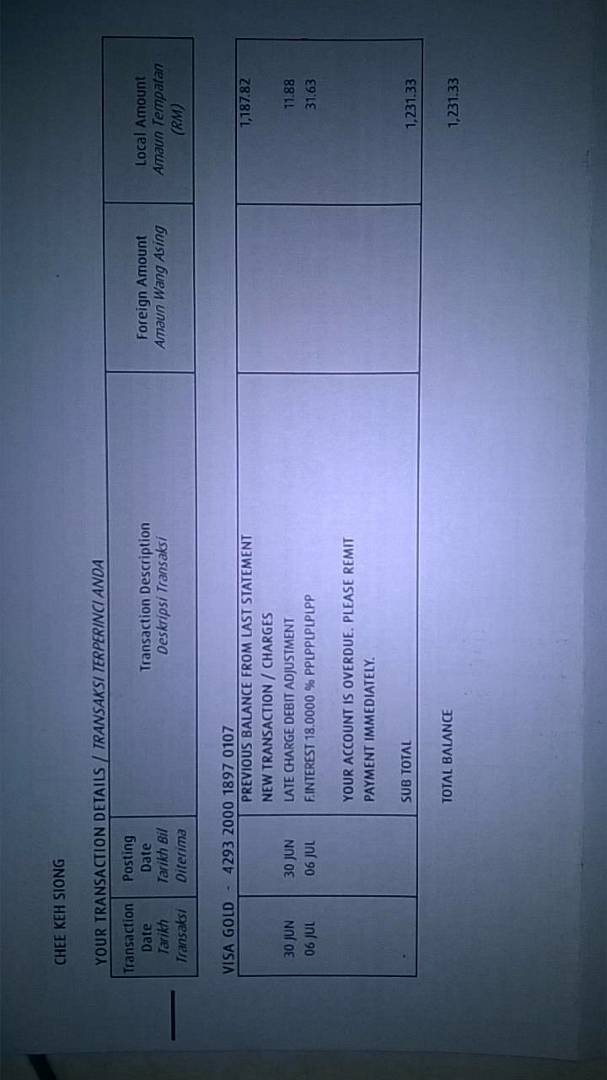 CHEE KEH SIONG
YOUR TRANSACTION DETAILS / TRANSAKSI TERPERINCI ANDA
Transaction Date Tarikh Transaksi
Posting Date Tarikh Bil Diterima
Transaction Description Deskripsi Transaksi
Foreign Amount Amaun Wang Asing
Local Amount Amaun Tempatan (RM)
VISA GOLD - 4293 2000 1897 0107
PREVIOUS BALANCE FROM LAST STATEMENT 1,187.82
NEW TRANSACTION / CHARGES
30 JUN 30 JUN LATE CHARGE DEBIT ADJUSTMENT 11.88
06 JUL 06 JUL F.INTEREST 18.0000 % PPLPPLPLPLPP 31.63
YOUR ACCOUNT IS OVERDUE. PLEASE REMIT
PAYMENT IMMEDIATELY.
SUB TOTAL 1,231.33
TOTAL BALANCE 1,231.33